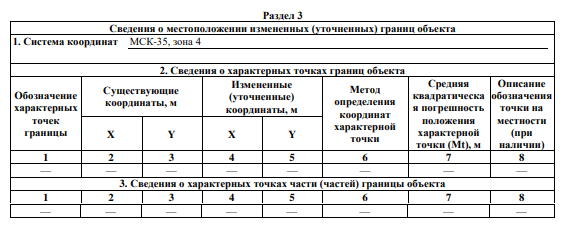 Раздел 3
Сведения о местоположении измененных (уточненных) границ объекта
1. Система координат МСК-35, зона 4
2. Сведения о характерных точках границ объекта
Обозначение характерных точек границы
Существующие координаты, м
Измененные (уточненные) координаты, м
Метод определения координат характерной точки
Средняя квадратическа я погрешность положения характерной точки (Mt), м
Описание обозначения точки на местности (при наличии)
X Y X Y
1 2 3 4 5 6 7 8
— — — — — — — —
3. Сведения о характерных точках части (частей) границы объекта
1 2 3 4 5 6 7 8
— — — — — — — —